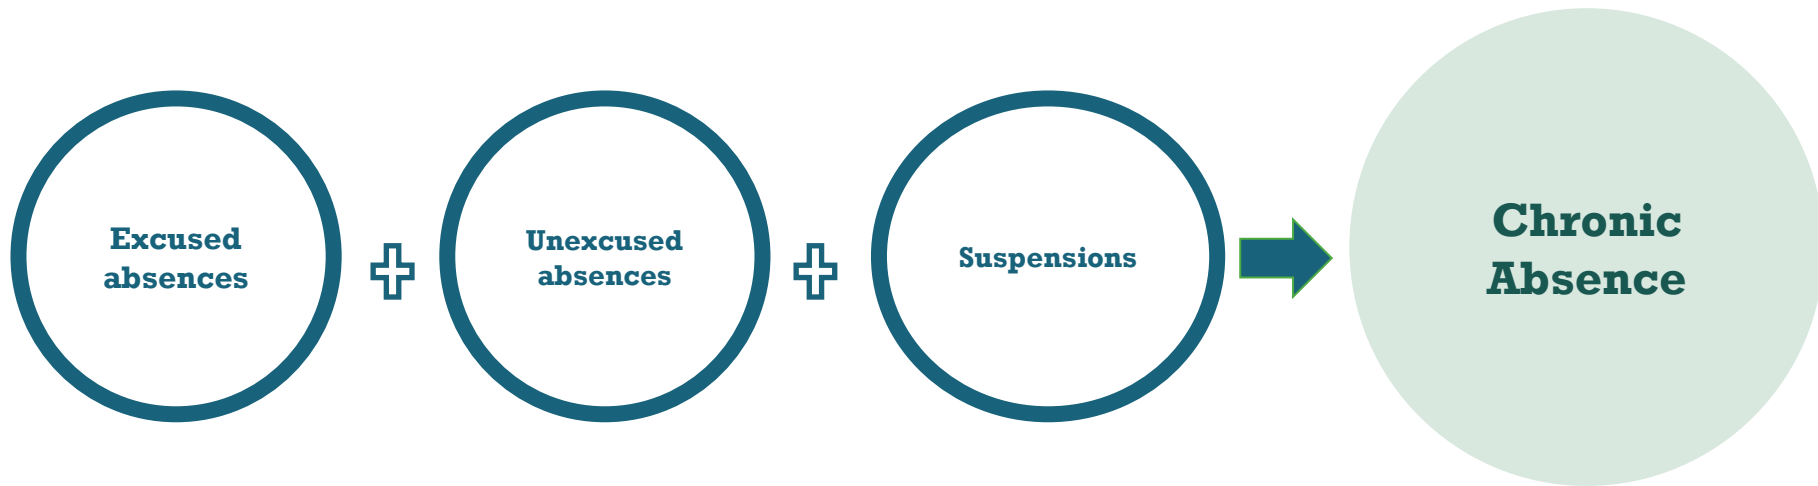 Excused
absences
Unexcused
absences
Suspensions
Chronic
Absence